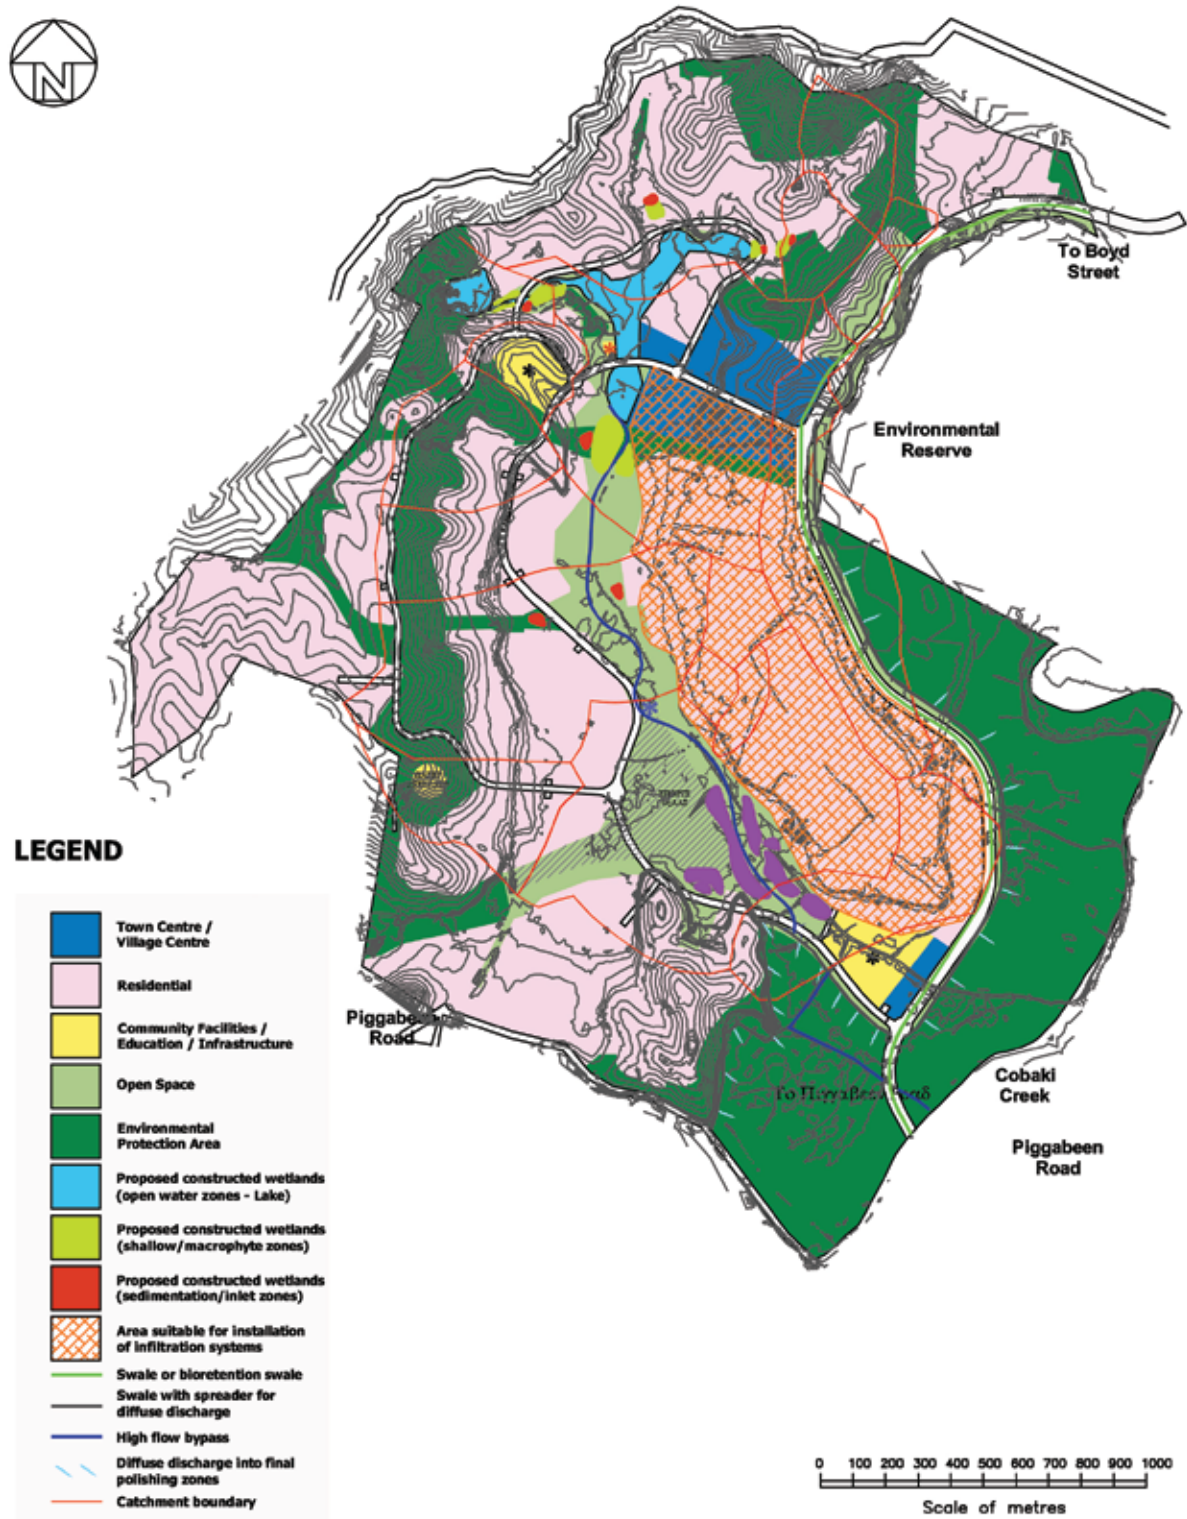 N
To Boyd
Street
Environmental
Reserve
LEGEND
Town Centre /
Village Centre
Residential
Community Facilities /
Education / Infrastructure
Open Space
Environmental
Protection Area
Proposed constructed wetlands
(open water zones - Lake)
Proposed constructed wetlands
(shallow/macrophyte zones)
Proposed constructed wetlands
(sedimentation/inlet zones)
Area suitable for installation
of infiltration systems
Swale or bioretention swale
Swale with spreader for
diffuse discharge
High flow bypass
Diffuse discharge into final
polishing zones
Catchment boundary
Piggabeen
Road
Το Πιγγαβεεν Ροαδ
Cobaki
Creek
Piggabeen
Road
0 100 200 300 400 500 600 700 800 900 1000
Scale of metres